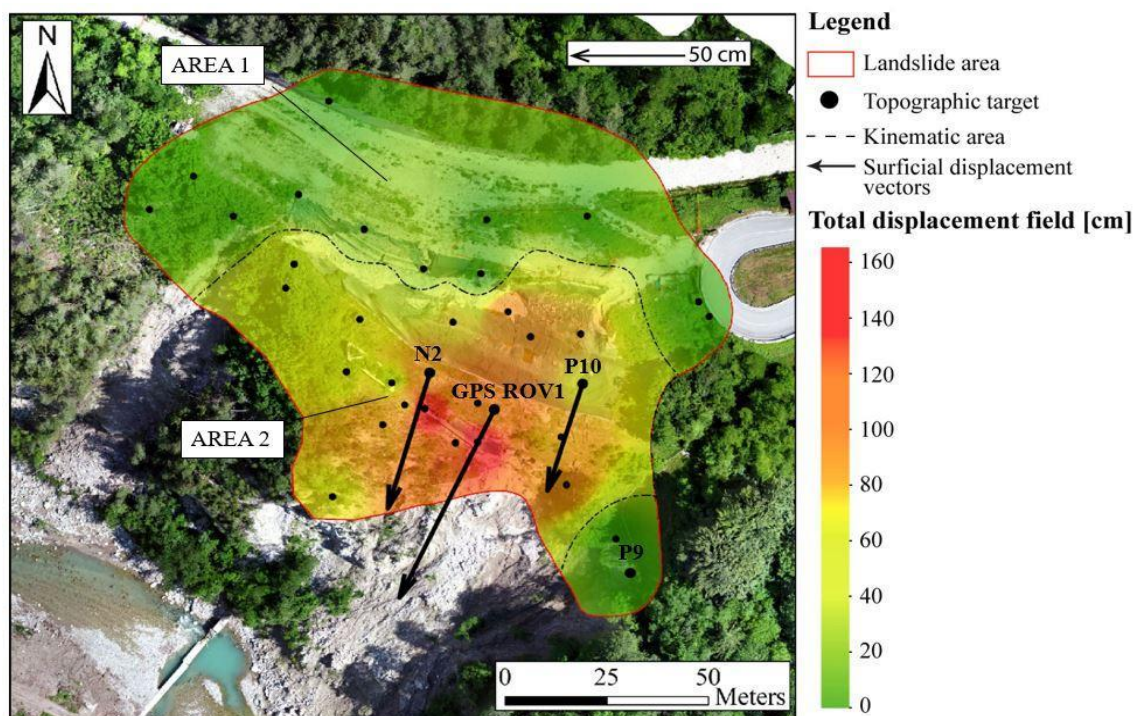 N
AREA 1
50 cm
N2
P10
GPS ROV1
AREA 2
P9
0 25 50
Meters
Legend
Landslide area
Topographic target
Kinematic area
Surficial displacement
vectors
Total displacement field [cm]
160
140
120
100
80
60
40
20
0